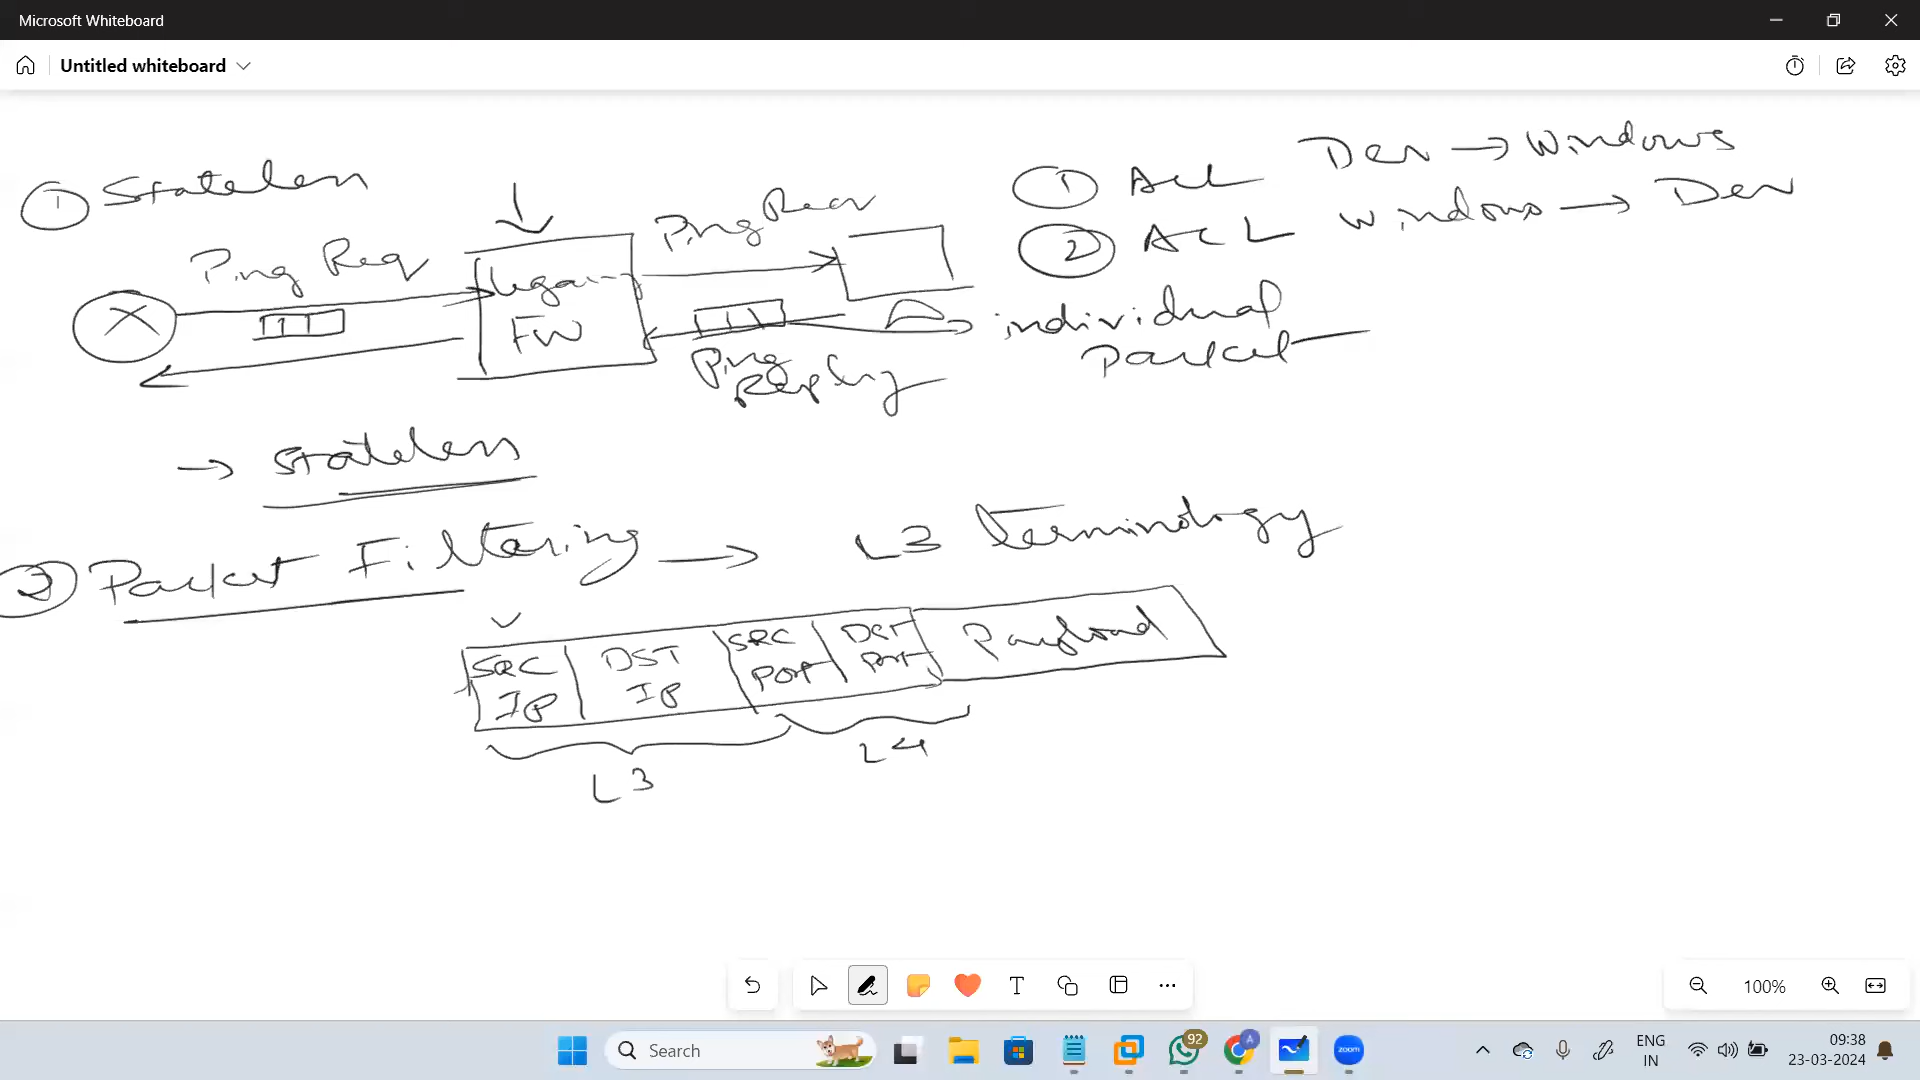 Microsoft Whiteboard
Untitled whiteboard
① Stateless
Ping Req
FW
Ping Req
Ping Reply
① ACL Dev → Windows
② ACL Windows → Dev
individual
Packet
→ Stateless
② Packet Filtering → L3 terminology
SRC IP
DST IP
SRC PORT
DST PORT
Payload
L3
L4
100%
Search
92
A
zoom
ENG
IN
09:38
23-03-2024